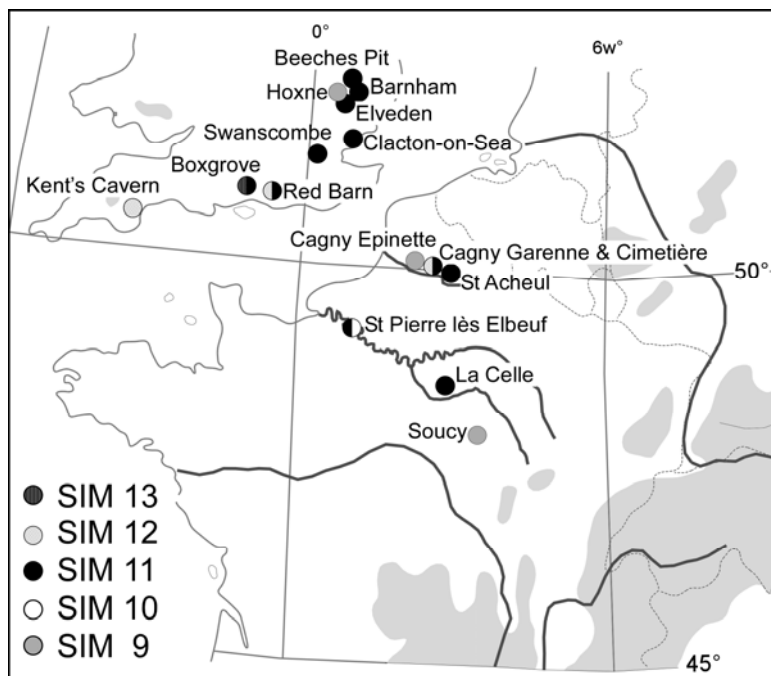 0°
6w°
Beeches Pit
Hoxne
Barnham
Elveden
Swanscombe
Clacton-on-Sea
Boxgrove
Kent's Cavern
Red Barn
Cagny Epinette
Cagny Garenne & Cimetière
St Acheul
50°
St Pierre lès Elbeuf
La Celle
Soucy
SIM 13
SIM 12
SIM 11
SIM 10
SIM 9
45°